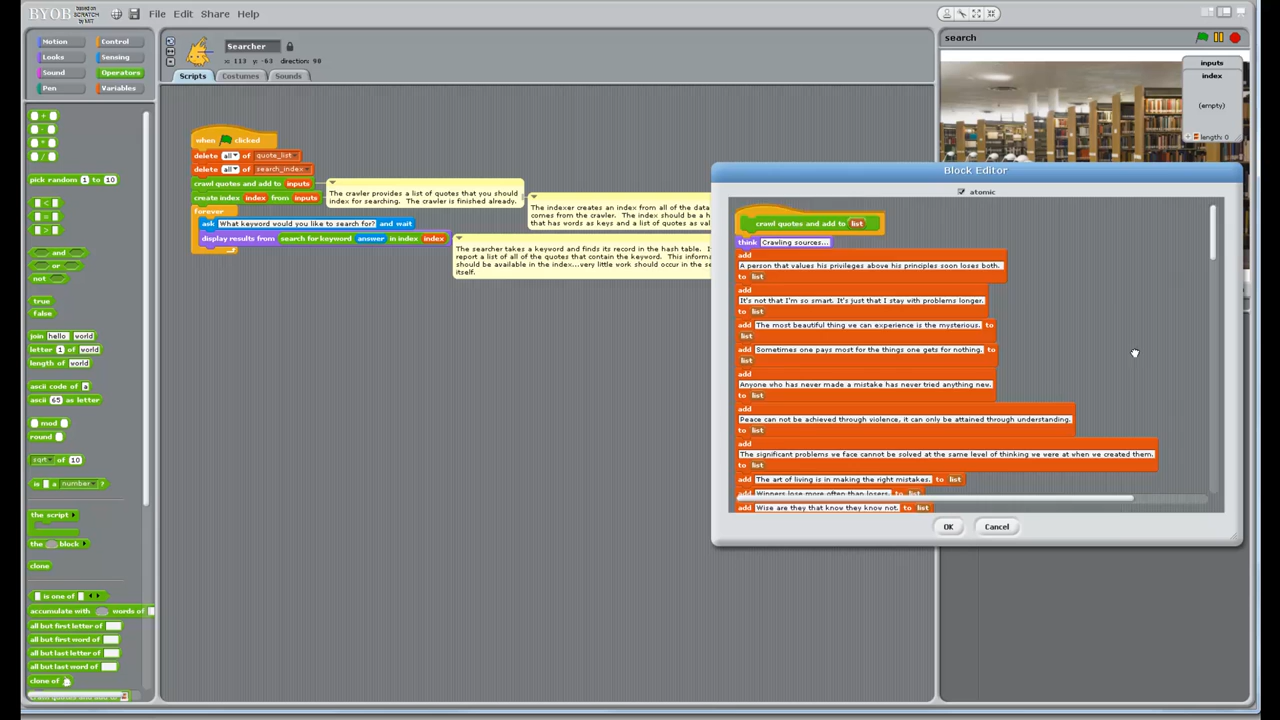 BYOB based on SCRATCH by MIT File Edit Share Help
Motion Control
Looks Sensing
Sound Operators
Pen Variables
+
-
*
/
pick random 1 to 10
<
=
>
and
or
not
true
false
join hello world
letter 1 of world
length of world
ascii code of a
ascii 65 as letter
mod
round
sqrt of 10
is a number ?
the script
the block
clone
is one of
accumulate with words of
all but first letter of
all but first word of
all but last letter of
all but last word of
clone of
Searcher
x: 113 y: -63 direction: 90
Scripts Costumes Sounds
when clicked
delete all of quote_list
delete all of search_index
crawl quotes and add to inputs
create index index from inputs
forever
ask What keyword would you like to search for? and wait
display results from search for keyword answer in index index
The crawler provides a list of quotes that you should
index for searching. The crawler is finished already.
The indexer creates an index from all of the data
comes from the crawler. The index should be a h
that has words as keys and a list of quotes as val
The searcher takes a keyword and finds its record in the hash table. I
report a list of all of the quotes that contain the keyword. This informa
should be available in the index...very little work should occur in the se
itself.
Block Editor
atomic
crawl quotes and add to list
think Crawling sources...
add
A person that values his privileges above his principles soon loses both.
to list
add
It's not that I'm so smart. It's just that I stay with problems longer.
to list
add The most beautiful thing we can experience is the mysterious. to
list
add Sometimes one pays most for the things one gets for nothing. to
list
add
Anyone who has never made a mistake has never tried anything new.
to list
add
Peace can not be achieved through violence, it can only be attained through understanding.
to list
add
The significant problems we face cannot be solved at the same level of thinking we were at when we created them.
to list
add The art of living is in making the right mistakes. to list
add Winners lose more often than losers. to list
add Wise are they that know they know not. to list
OK Cancel
search
inputs
index
(empty)
+ length: 0